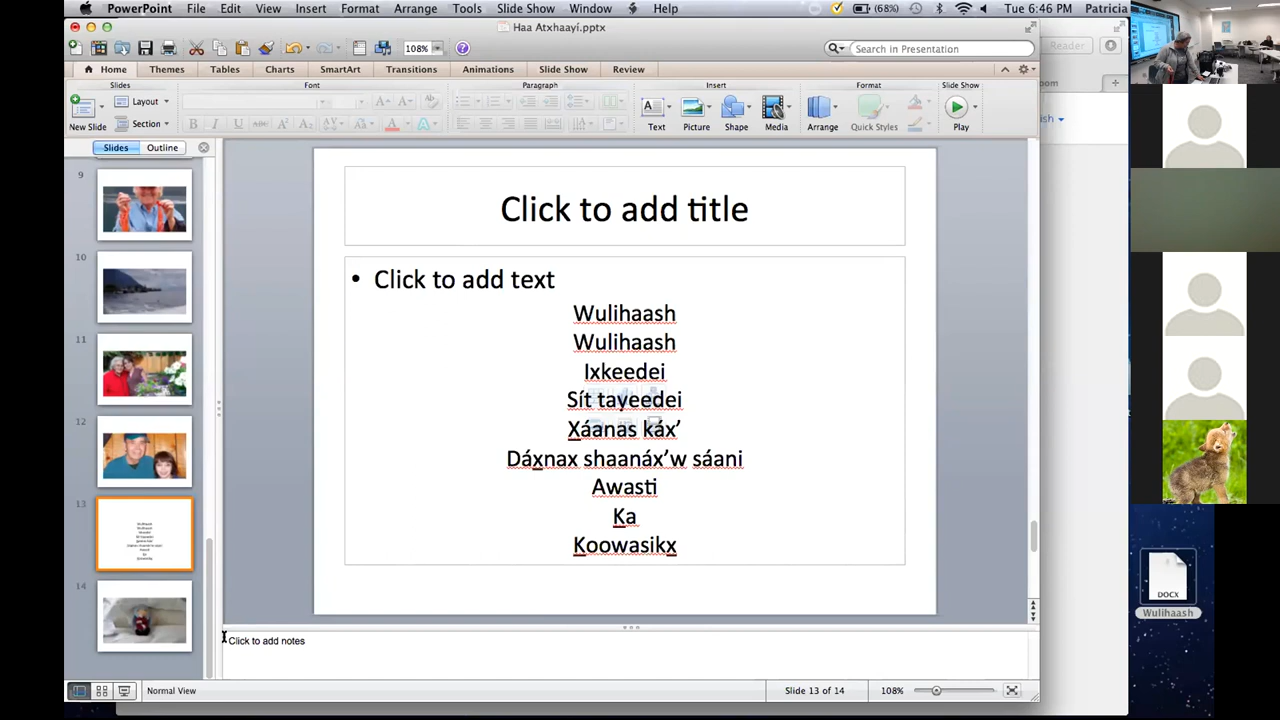 PowerPoint File Edit View Insert Format Arrange Tools Slide Show Window Help (68%) Tue 6:46 PM Patricia
Haa Atxhaayí.pptx
Reader
108%
Search in Presentation
Home Themes Tables Charts SmartArt Transitions Animations Slide Show Review
Slides Font Paragraph Insert Format Slide Show
Layout
Section
New Slide
Text Picture Shape Media Arrange Quick Styles Play
Slides Outline
Click to add title
• Click to add text
Wulihaash
Wulihaash
Ixkeedei
Sít tayeedei
Xáanas káx’
Dáxnax shaanáx’w sáani
Awasti
Ka
Koowasikx
9
10
11
12
13
14
Click to add notes
Normal View
Slide 13 of 14
108%
DOCX
Wulihaash